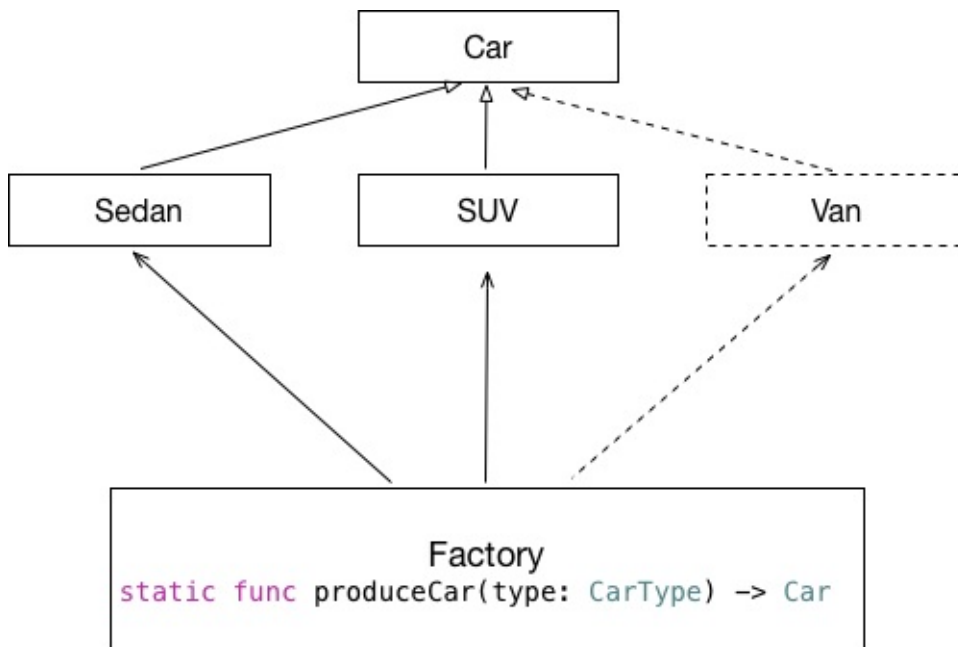 Car
Sedan
SUV
Van
Factory
static func produceCar(type: CarType) -> Car